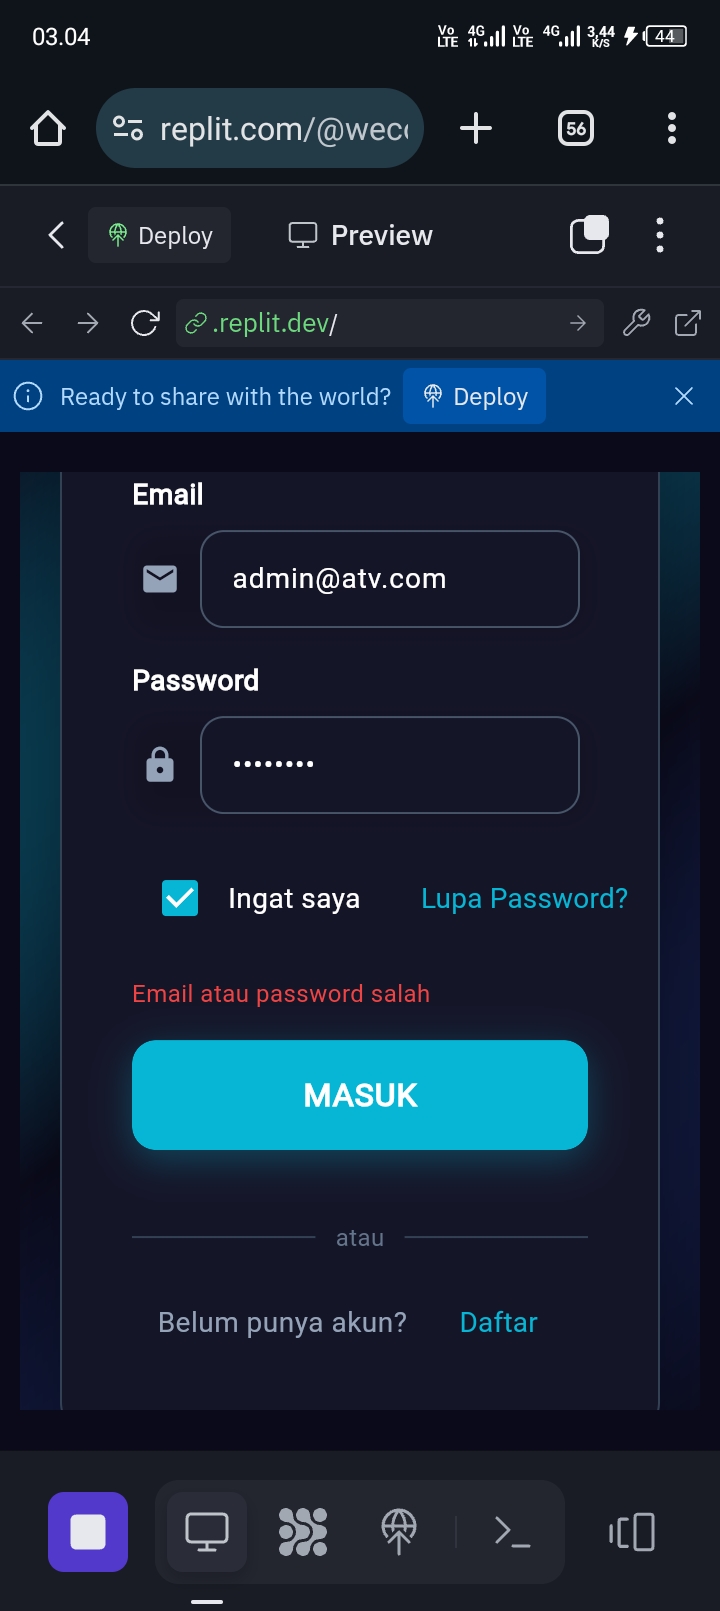 03.04
Vo LTE 4G Vo LTE 4G 3,44 K/S 44
replit.com/@wec
56
Deploy
Preview
.replit.dev/
Ready to share with the world?
Deploy
Email
admin@atv.com
Password
Ingat saya
Lupa Password?
Email atau password salah
MASUK
atau
Belum punya akun?
Daftar